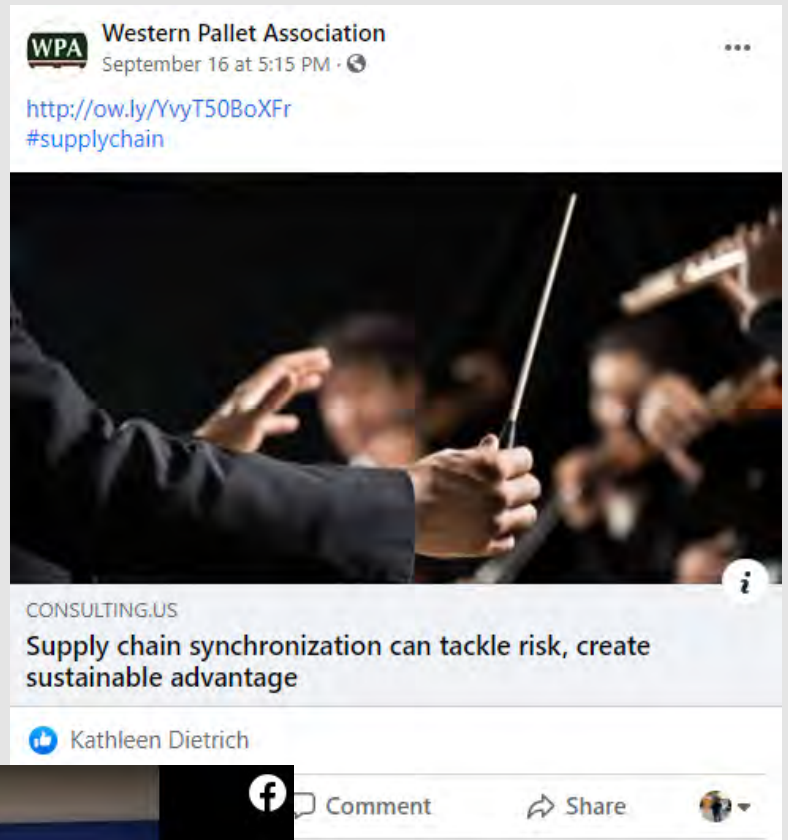 WPA
Western Pallet Association
September 16 at 5:15 PM ·
http://ow.ly/YvyT50BoXFr
#supplychain
CONSULTING.US
Supply chain synchronization can tackle risk, create
sustainable advantage
Kathleen Dietrich
Comment
Share